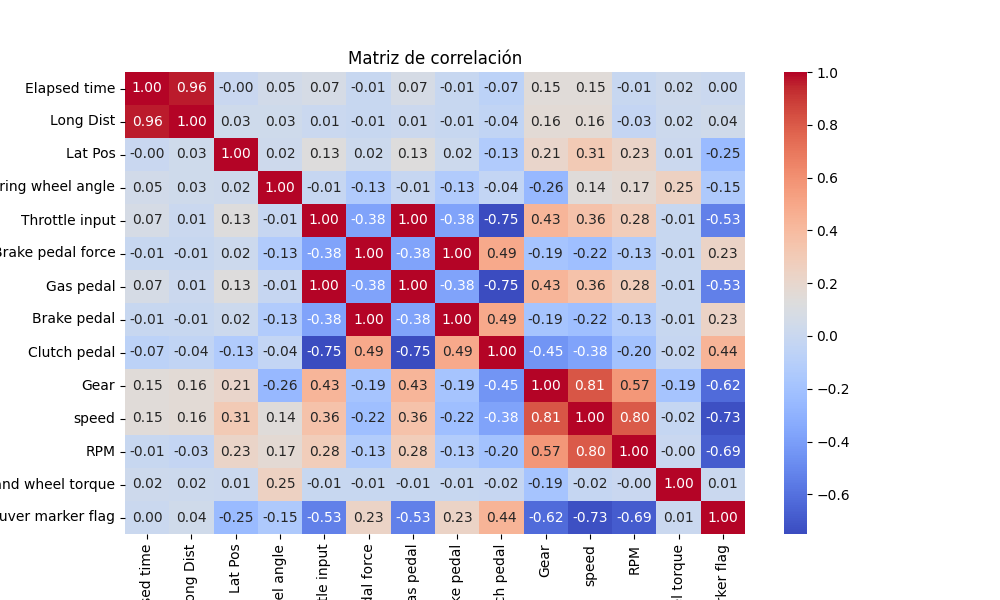 Matriz de correlación
Elapsed time 1.00 0.96 -0.00 0.05 0.07 -0.01 0.07 -0.01 -0.07 0.15 0.15 -0.01 0.02 0.00
Long Dist 0.96 1.00 0.03 0.03 0.01 -0.01 0.01 -0.01 -0.04 0.16 0.16 -0.03 0.02 0.04
Lat Pos -0.00 0.03 1.00 0.02 0.13 0.02 0.13 0.02 -0.13 0.21 0.31 0.23 0.01 -0.25
ring wheel angle 0.05 0.03 0.02 1.00 -0.01 -0.13 -0.01 -0.13 -0.04 -0.26 0.14 0.17 0.25 -0.15
Throttle input 0.07 0.01 0.13 -0.01 1.00 -0.38 1.00 -0.38 -0.75 0.43 0.36 0.28 -0.01 -0.53
Brake pedal force -0.01 -0.01 0.02 -0.13 -0.38 1.00 -0.38 1.00 0.49 -0.19 -0.22 -0.13 -0.01 0.23
Gas pedal 0.07 0.01 0.13 -0.01 1.00 -0.38 1.00 -0.38 -0.75 0.43 0.36 0.28 -0.01 -0.53
Brake pedal -0.01 -0.01 0.02 -0.13 -0.38 1.00 -0.38 1.00 0.49 -0.19 -0.22 -0.13 -0.01 0.23
Clutch pedal -0.07 -0.04 -0.13 -0.04 -0.75 0.49 -0.75 0.49 1.00 -0.45 -0.38 -0.20 -0.02 0.44
Gear 0.15 0.16 0.21 -0.26 0.43 -0.19 0.43 -0.19 -0.45 1.00 0.81 0.57 -0.19 -0.62
speed 0.15 0.16 0.31 0.14 0.36 -0.22 0.36 -0.22 -0.38 0.81 1.00 0.80 -0.02 -0.73
RPM -0.01 -0.03 0.23 0.17 0.28 -0.13 0.28 -0.13 -0.20 0.57 0.80 1.00 -0.00 -0.69
and wheel torque 0.02 0.02 0.01 0.25 -0.01 -0.01 -0.01 -0.01 -0.02 -0.19 -0.02 -0.00 1.00 0.01
uver marker flag 0.00 0.04 -0.25 -0.15 -0.53 0.23 -0.53 0.23 0.44 -0.62 -0.73 -0.69 0.01 1.00
sed time
ong Dist
Lat Pos
el angle
tle input
dal force
as pedal
ke pedal
ch pedal
Gear
speed
RPM
l torque
rker flag
1.0
0.8
0.6
0.4
0.2
0.0
−0.2
−0.4
−0.6